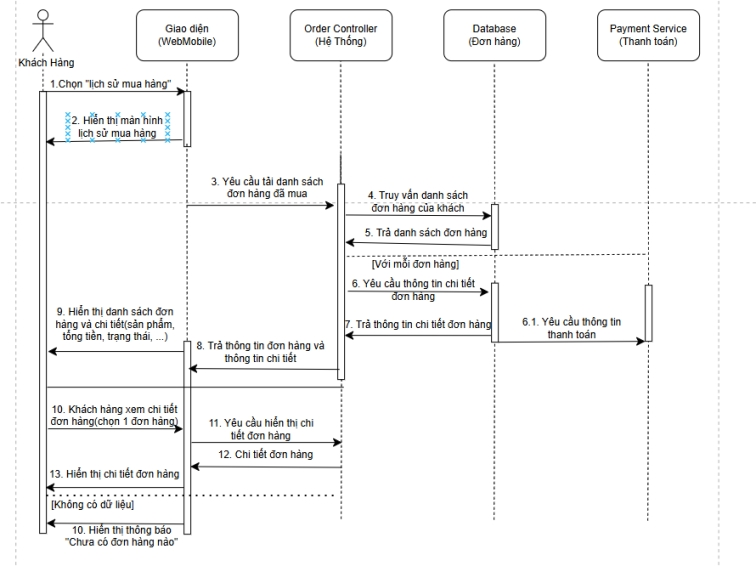 Giao diện
(WebMobile)
Order Controller
(Hệ Thống)
Database
(Đơn hàng)
Payment Service
(Thanh toán)
Khách Hàng
1.Chọn "lịch sử mua hàng"
2. Hiển thị màn hình
lịch sử mua hàng
3. Yêu cầu tải danh sách
đơn hàng đã mua
4. Truy vấn danh sách
đơn hàng của khách
5. Trả danh sách đơn hàng
[Với mỗi đơn hàng]
6. Yêu cầu thông tin chi tiết
đơn hàng
7. Trả thông tin chi tiết đơn hàng
6.1. Yêu cầu thông tin
thanh toán
8. Trả thông tin đơn hàng và
thông tin chi tiết
9. Hiển thị danh sách đơn
hàng và chi tiết(sản phẩm,
tổng tiền, trạng thái, ...)
10. Khách hàng xem chi tiết
đơn hàng(chọn 1 đơn hàng)
11. Yêu cầu hiển thị chi
tiết đơn hàng
12. Chi tiết đơn hàng
13. Hiển thị chi tiết đơn hàng
[Không có dữ liệu]
10. Hiển thị thông báo
"Chưa có đơn hàng nào"